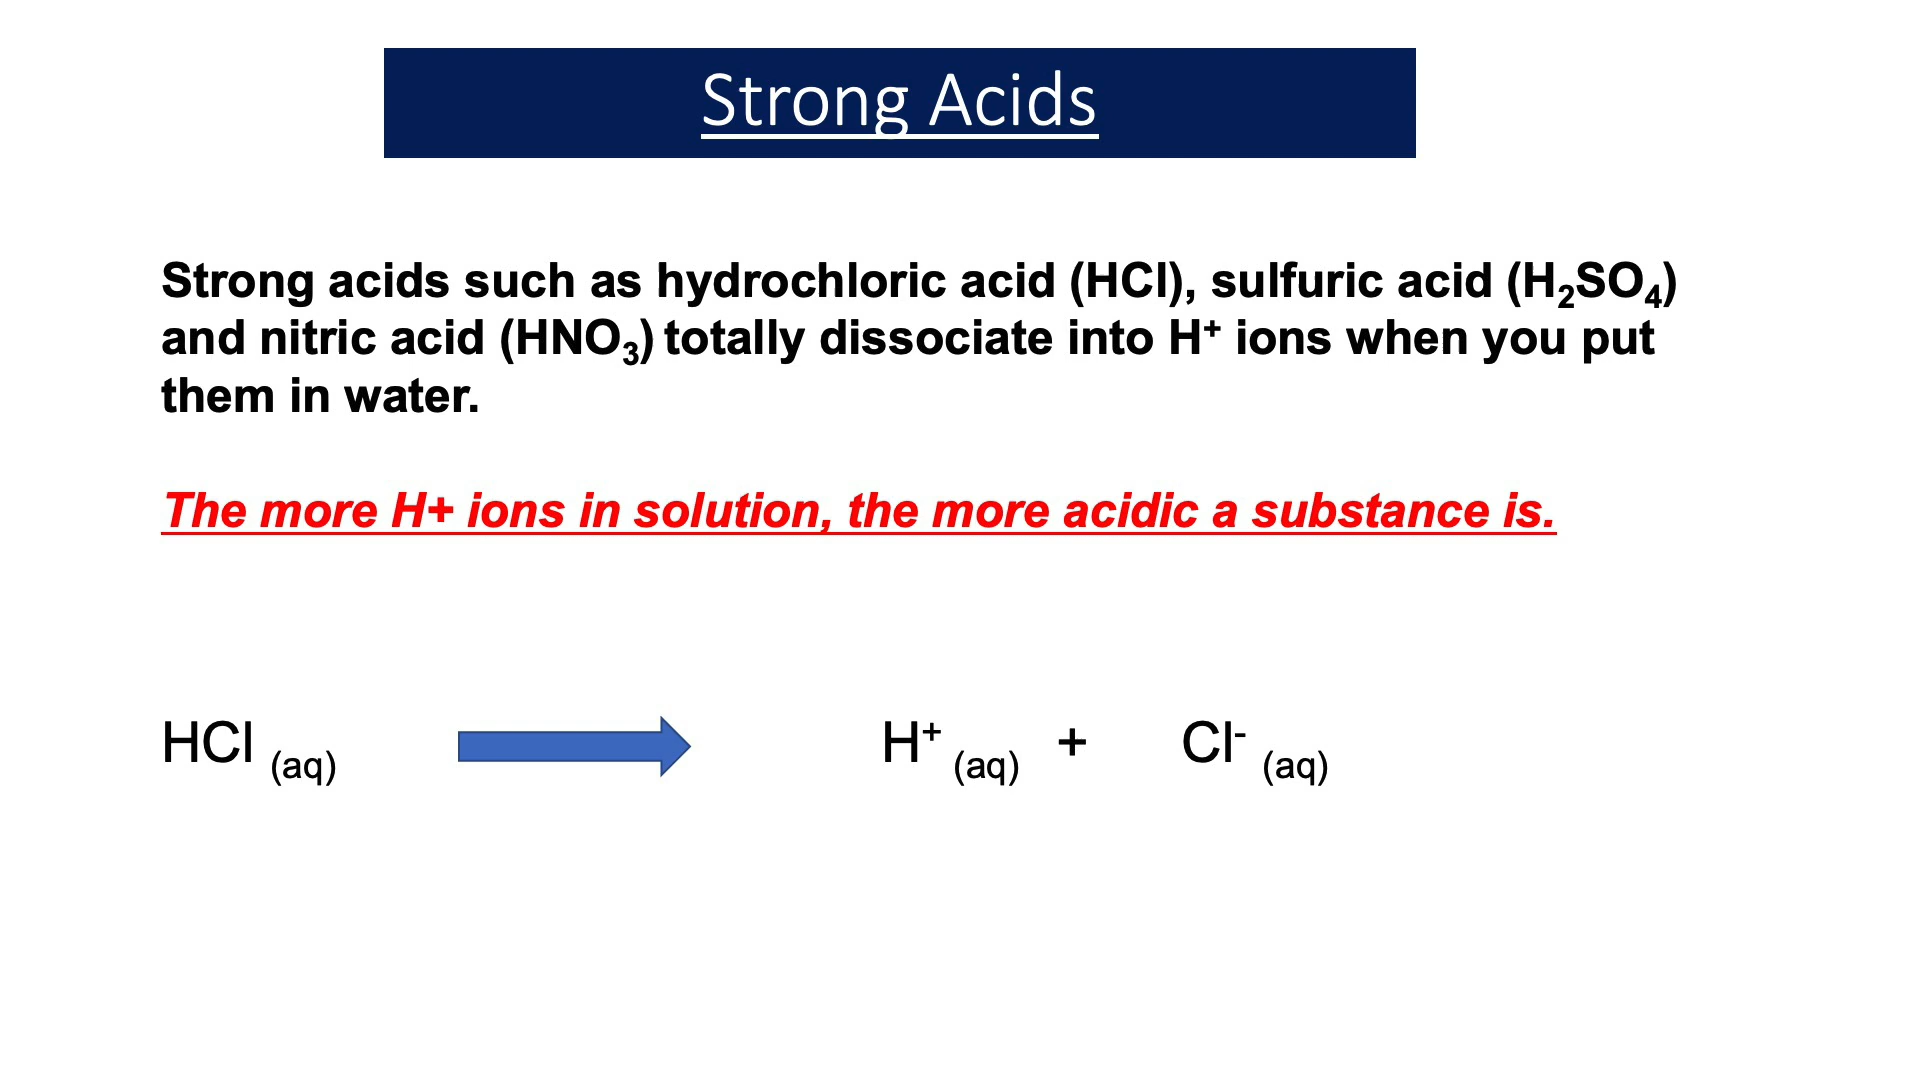 Strong Acids
Strong acids such as hydrochloric acid (HCl), sulfuric acid (H₂SO₄)
and nitric acid (HNO₃) totally dissociate into H⁺ ions when you put
them in water.
The more H+ ions in solution, the more acidic a substance is.
HCl (aq) H⁺ (aq) + Cl⁻ (aq)